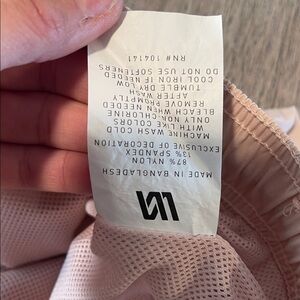 MADE IN BANGLADESH
87% NYLON
13% SPANDEX
EXCLUSIVE OF DECORATION
MACHINE WASH COLD
WITH LIKE COLORS
ONLY NON-CHLORINE
BLEACH WHEN NEEDED
REMOVE PROMPTLY
AFTER WASH
TUMBLE DRY LOW
COOL IRON IF NEEDED
DO NOT USE SOFTENERS
RN# 104141